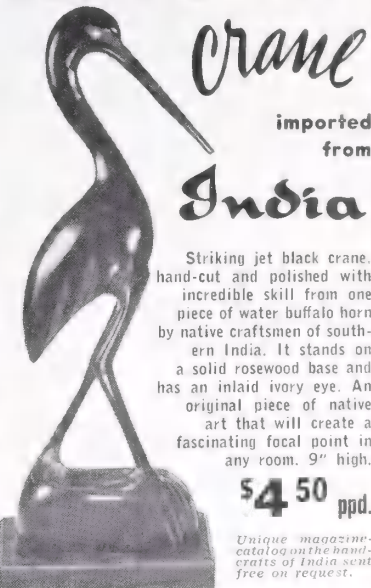 crane
imported
from
India
Striking jet black crane.
hand-cut and polished with
incredible skill from one
piece of water buffalo horn
by native craftsmen of south-
ern India. It stands on
a solid rosewood base and
has an inlaid ivory eye. An
original piece of native
art that will create a
fascinating focal point in
any room. 9" high.
$4 50 ppd.
Unique magazine-
catalog on the hand-
crafts of India sent
free on request.